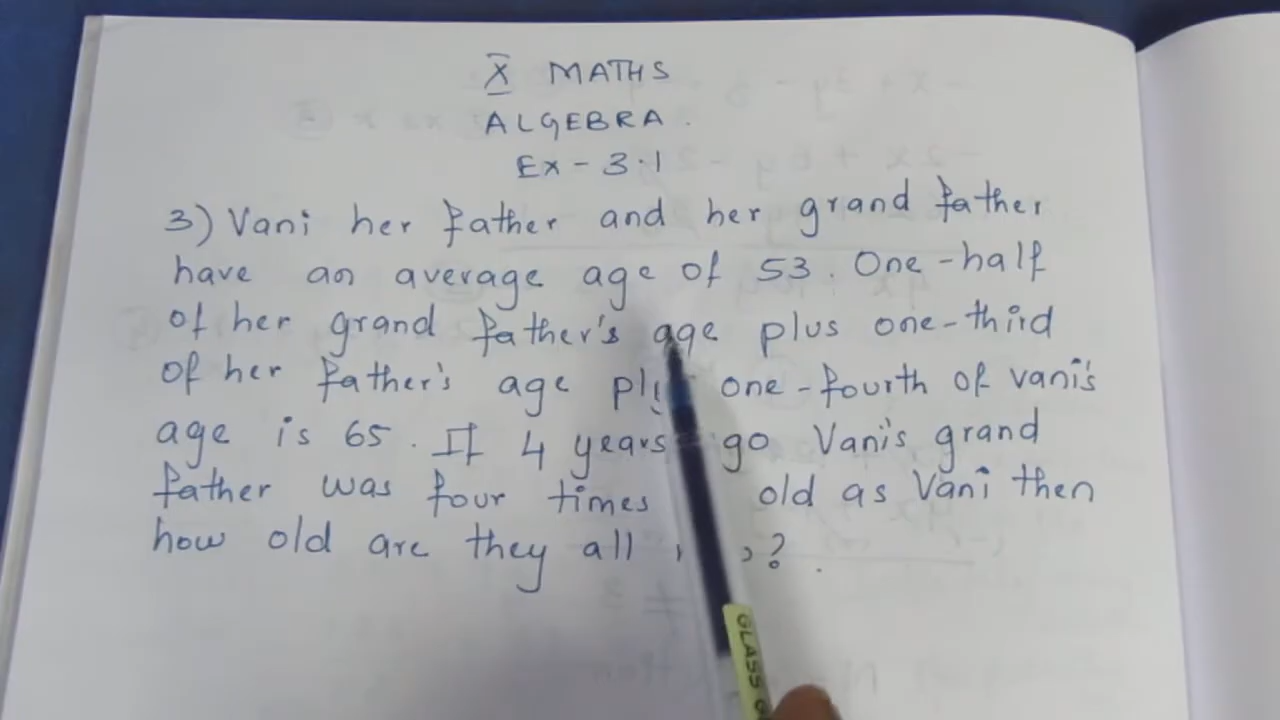 X MATHS
ALGEBRA.
Ex - 3.1
3) Vani her father and her grand father
have an average age of 53. One-half
of her grand father's age plus one-third
of her father's age one-fourth of vani's
age is 65. If 4 years Vani's grand
father was four times old as Vani then
how old are they all ?
GLASS